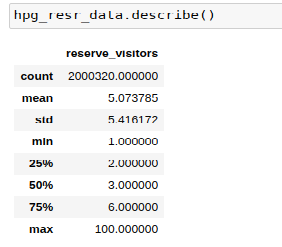 hpg_resr_data.describe()
reserve_visitors
count 2000320.000000
mean 5.073785
std 5.416172
min 1.000000
25% 2.000000
50% 3.000000
75% 6.000000
max 100.000000